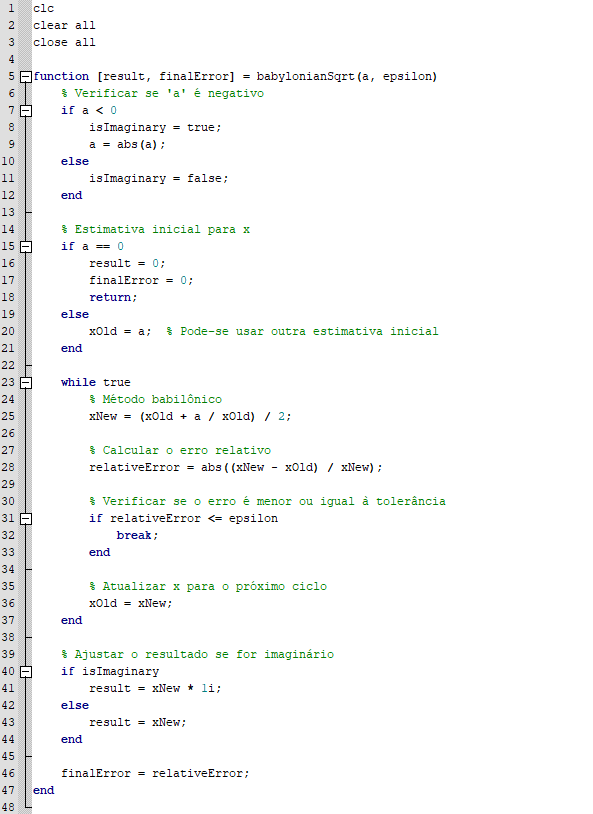 1 clc
2 clear all
3 close all
4
5 function [result, finalError] = babylonianSqrt(a, epsilon)
6     % Verificar se 'a' é negativo
7     if a < 0
8         isImaginary = true;
9         a = abs(a);
10     else
11         isImaginary = false;
12     end
13
14     % Estimativa inicial para x
15     if a == 0
16         result = 0;
17         finalError = 0;
18         return;
19     else
20         xOld = a;  % Pode-se usar outra estimativa inicial
21     end
22
23     while true
24         % Método babilônico
25         xNew = (xOld + a / xOld) / 2;
26
27         % Calcular o erro relativo
28         relativeError = abs((xNew - xOld) / xNew);
29
30         % Verificar se o erro é menor ou igual à tolerância
31         if relativeError <= epsilon
32             break;
33         end
34
35         % Atualizar x para o próximo ciclo
36         xOld = xNew;
37     end
38
39     % Ajustar o resultado se for imaginário
40     if isImaginary
41         result = xNew * 1i;
42     else
43         result = xNew;
44     end
45
46     finalError = relativeError;
47 end
48